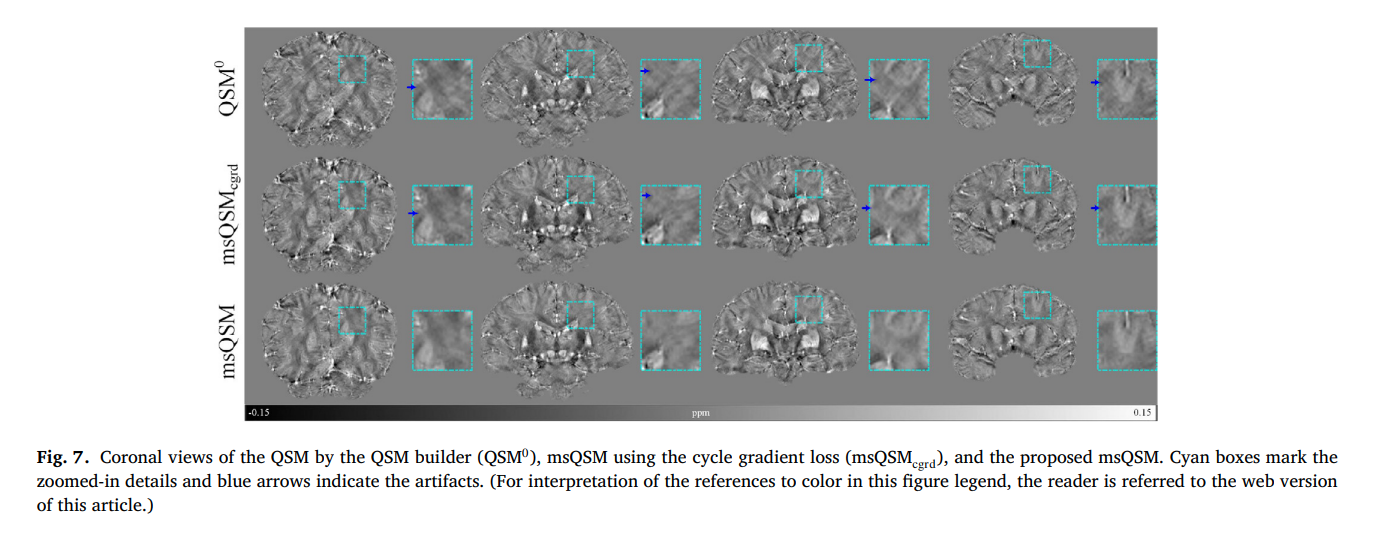 QSM⁰
msQSM_cgrd
msQSM
-0.15 ppm 0.15
Fig. 7. Coronal views of the QSM by the QSM builder (QSM⁰), msQSM using the cycle gradient loss (msQSM_cgrd), and the proposed msQSM. Cyan boxes mark the
zoomed-in details and blue arrows indicate the artifacts. (For interpretation of the references to color in this figure legend, the reader is referred to the web version
of this article.)